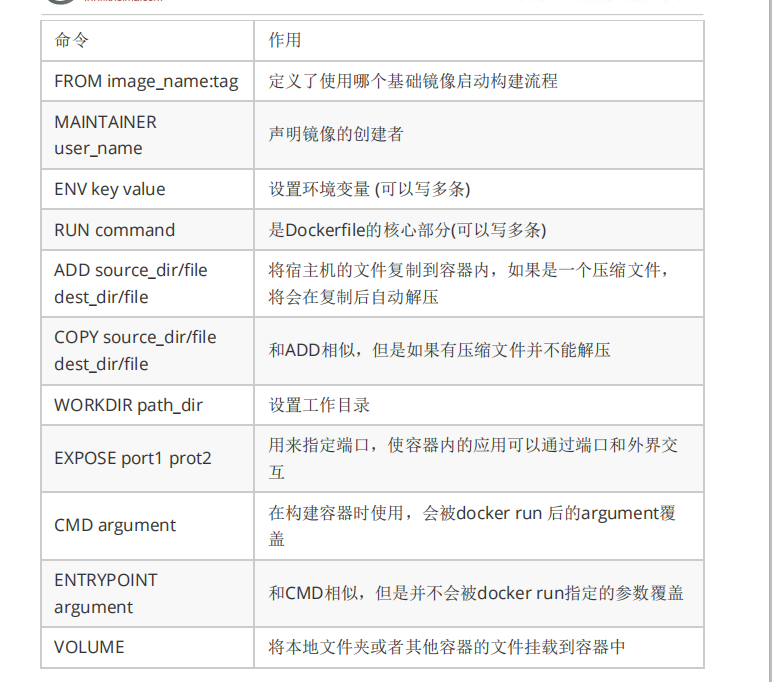 命令
作用
FROM image_name:tag
定义了使用哪个基础镜像启动构建流程
MAINTAINER
user_name
声明镜像的创建者
ENV key value
设置环境变量 (可以写多条)
RUN command
是Dockerfile的核心部分(可以写多条)
ADD source_dir/file
dest_dir/file
将宿主机的文件复制到容器内，如果是一个压缩文件，
将会在复制后自动解压
COPY source_dir/file
dest_dir/file
和ADD相似，但是如果有压缩文件并不能解压
WORKDIR path_dir
设置工作目录
EXPOSE port1 prot2
用来指定端口，使容器内的应用可以通过端口和外界交
互
CMD argument
在构建容器时使用，会被docker run 后的argument覆
盖
ENTRYPOINT
argument
和CMD相似，但是并不会被docker run指定的参数覆盖
VOLUME
将本地文件夹或者其他容器的文件挂载到容器中